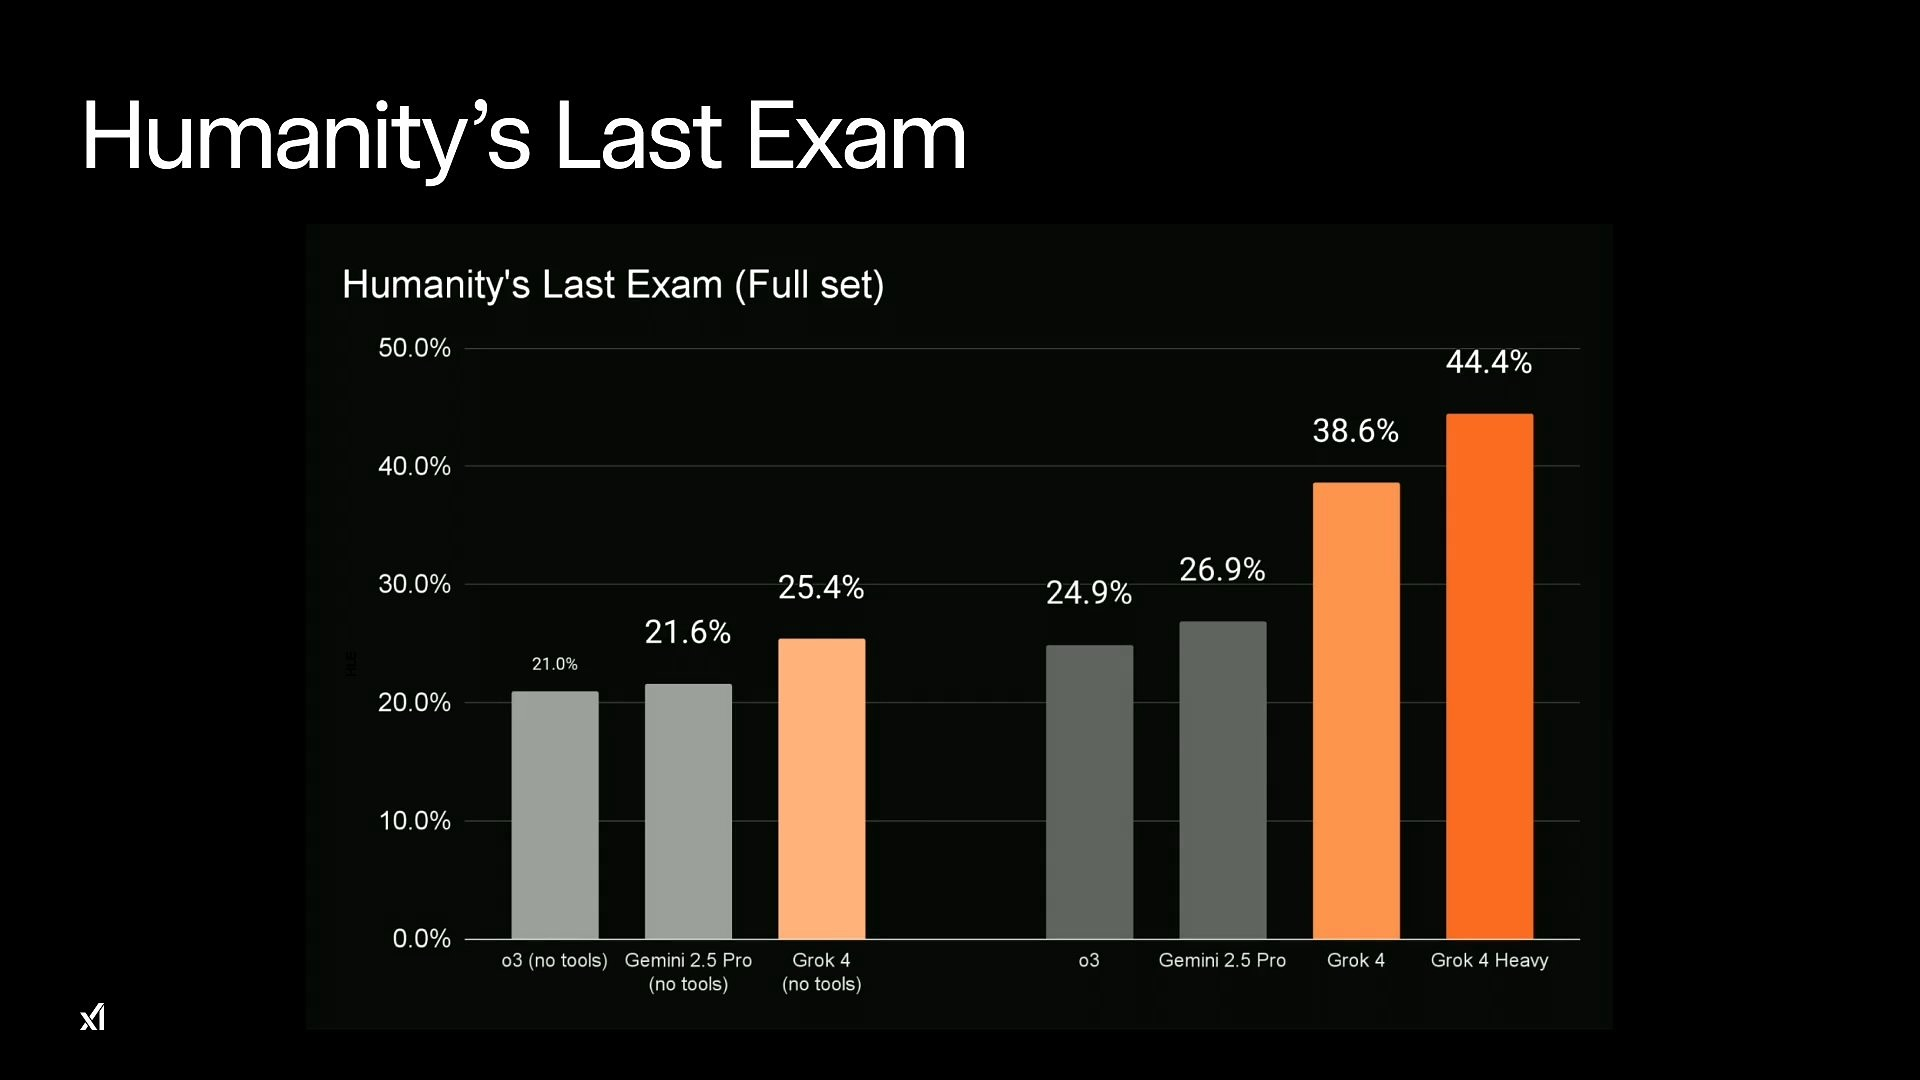 Humanity’s Last Exam
Humanity's Last Exam (Full set)
50.0%
40.0%
30.0%
20.0%
10.0%
0.0%
HLE
21.0%
21.6%
25.4%
24.9%
26.9%
38.6%
44.4%
o3 (no tools)
Gemini 2.5 Pro
(no tools)
Grok 4
(no tools)
o3
Gemini 2.5 Pro
Grok 4
Grok 4 Heavy
xI